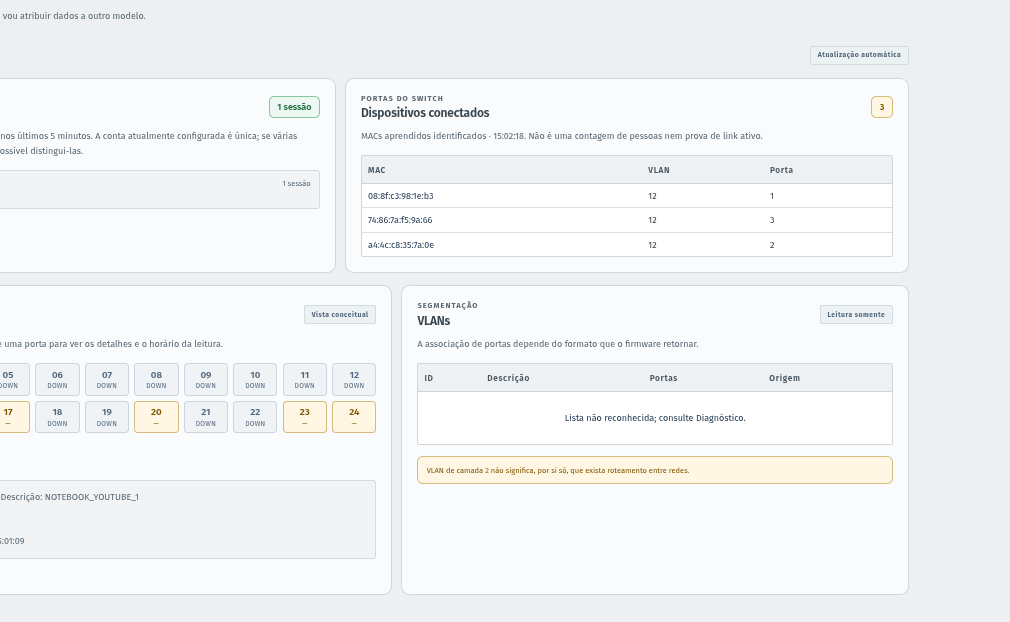 vou atribuir dados a outro modelo.
Atualização automática
1 sessão
nos últimos 5 minutos. A conta atualmente configurada é única; se várias
ossível distingui-las.
1 sessão
PORTAS DO SWITCH
Dispositivos conectados
3
MACs aprendidos identificados · 15:02:18. Não é uma contagem de pessoas nem prova de link ativo.
MAC VLAN Porta
08:8f:c3:98:1e:b3 12 1
74:86:7a:f5:9a:66 12 3
a4:4c:c8:35:7a:0e 12 2
Vista conceitual
e uma porta para ver os detalhes e o horário da leitura.
05 06 07 08 09 10 11 12
DOWN DOWN DOWN DOWN DOWN DOWN DOWN DOWN
17 18 19 20 21 22 23 24
— DOWN DOWN — DOWN DOWN — —
Descrição: NOTEBOOK_YOUTUBE_1
5:01:09
SEGMENTAÇÃO
VLANs
Leitura somente
A associação de portas depende do formato que o firmware retornar.
ID Descrição Portas Origem
Lista não reconhecida; consulte Diagnóstico.
VLAN de camada 2 não significa, por si só, que exista roteamento entre redes.